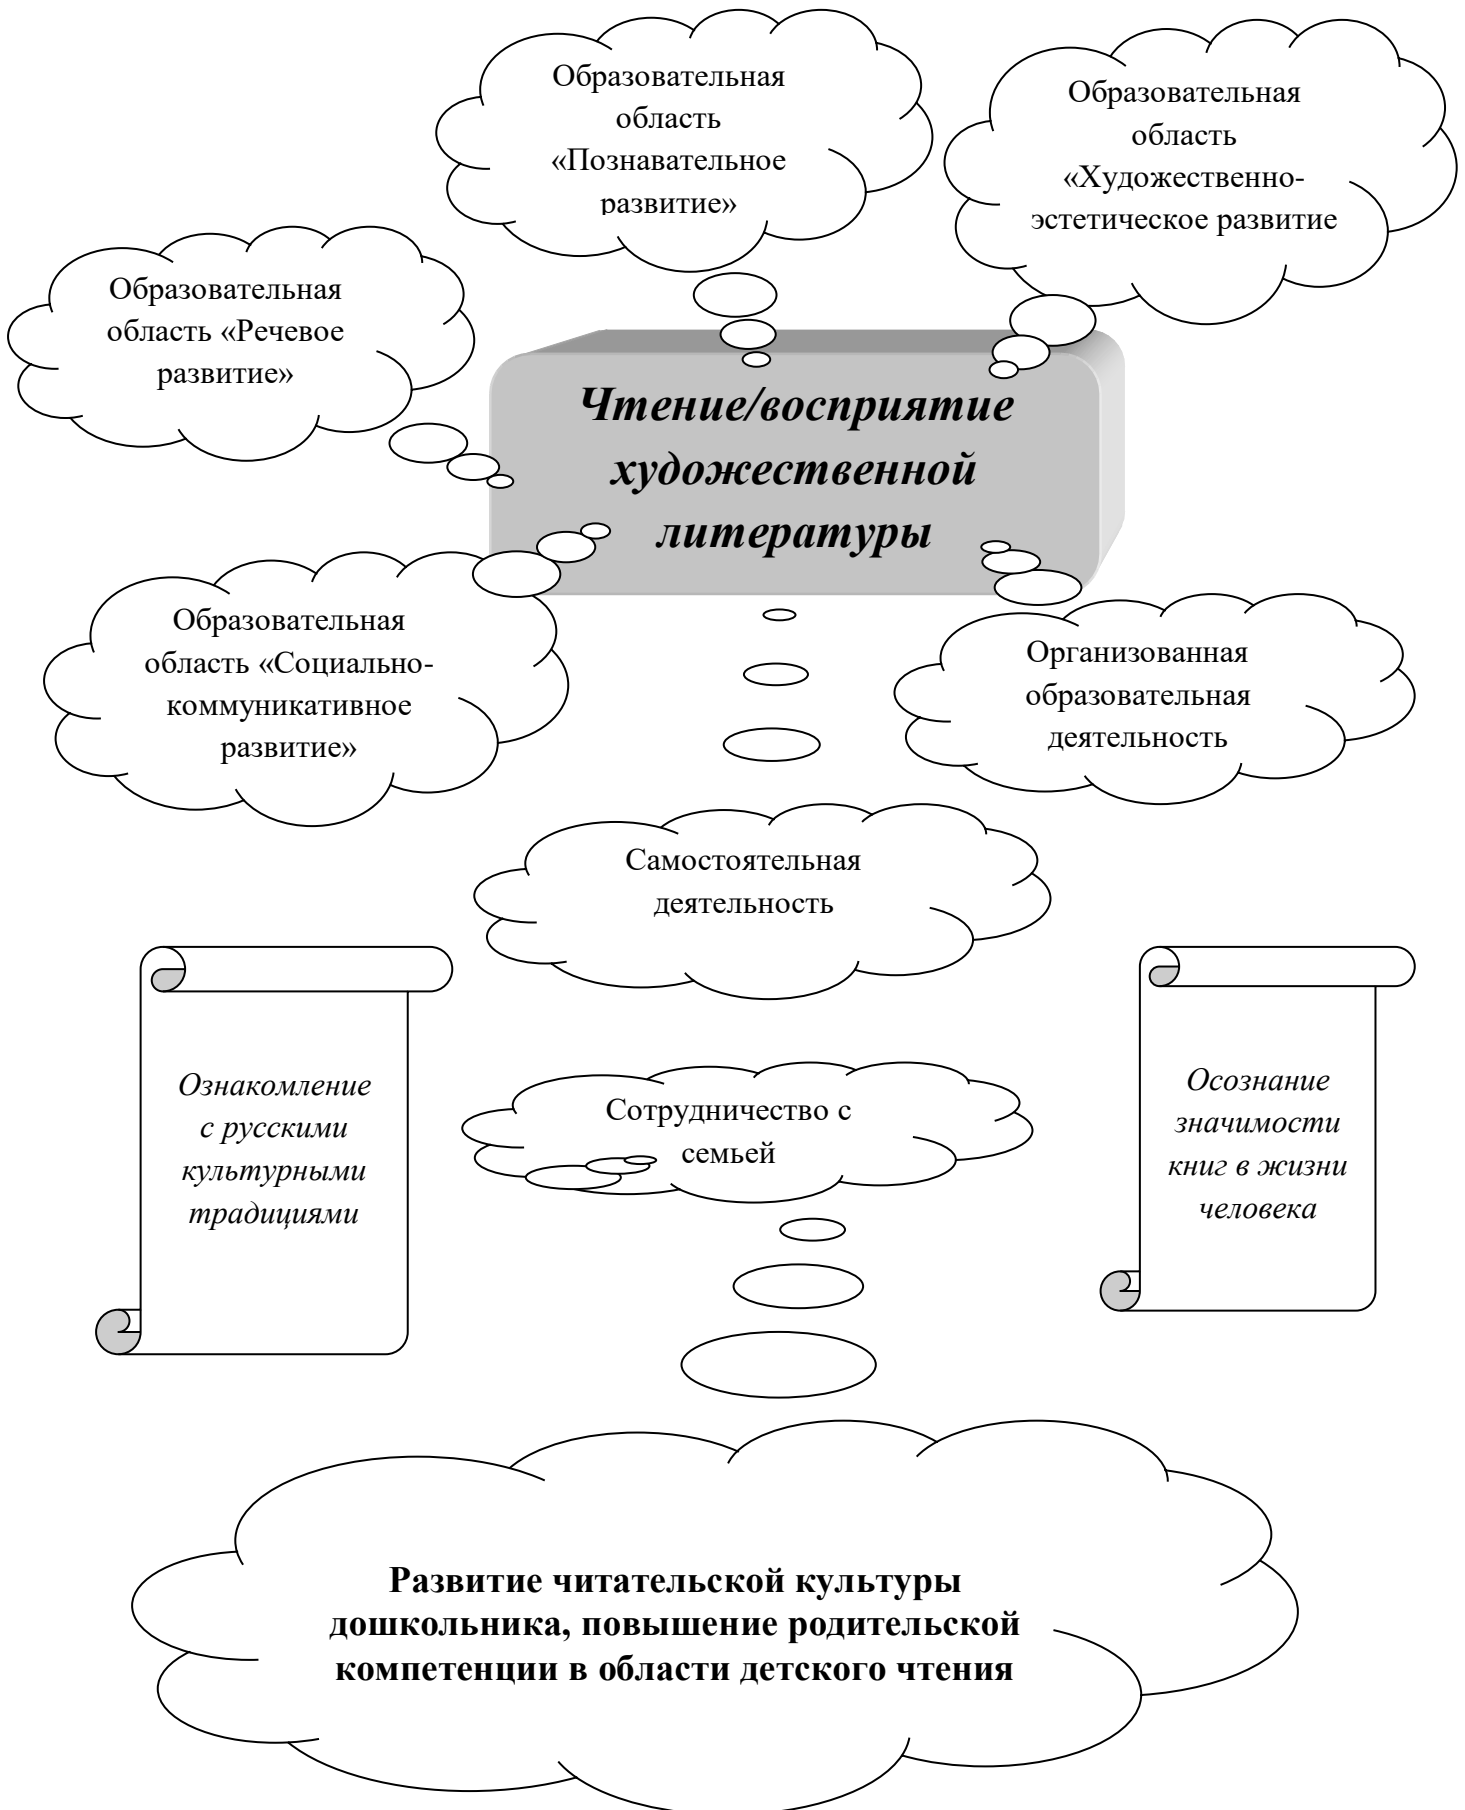 Образовательная
область
«Познавательное
развитие»
Образовательная
область
«Художественно-
эстетическое развитие
Образовательная
область «Речевое
развитие»
Чтение/восприятие
художественной
литературы
Образовательная
область «Социально-
коммуникативное
развитие»
Организованная
образовательная
деятельность
Самостоятельная
деятельность
Ознакомление
с русскими
культурными
традициями
Сотрудничество с
семьей
Осознание
значимости
книг в жизни
человека
Развитие читательской культуры
дошкольника, повышение родительской
компетенции в области детского чтения